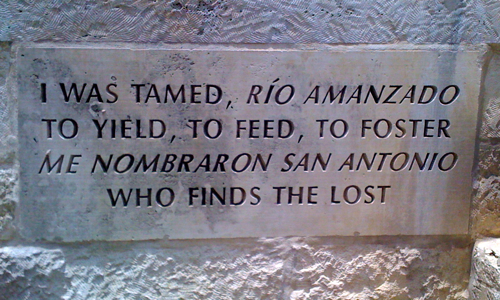 I WAS TAMED, RÍO AMANZADO
TO YIELD, TO FEED, TO FOSTER
ME NOMBRARON SAN ANTONIO
WHO FINDS THE LOST